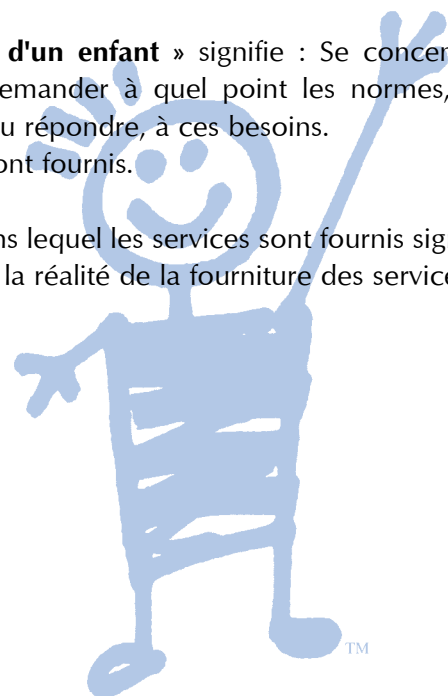 d'un enfant » signifie : Se concer
emander à quel point les normes,
u répondre, à ces besoins.
ont fournis.
ns lequel les services sont fournis sig
la réalité de la fourniture des service
TM